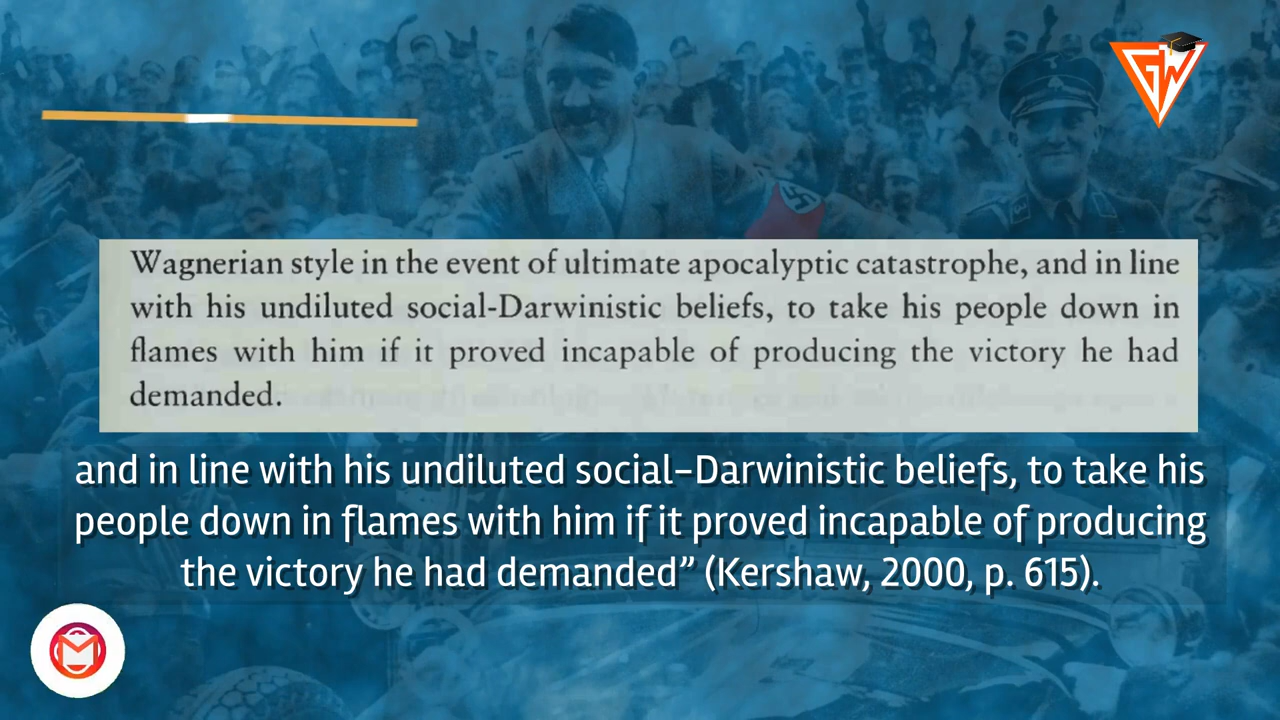 GW
Wagnerian style in the event of ultimate apocalyptic catastrophe, and in line
with his undiluted social-Darwinistic beliefs, to take his people down in
flames with him if it proved incapable of producing the victory he had
demanded.
and in line with his undiluted social-Darwinistic beliefs, to take his
people down in flames with him if it proved incapable of producing
the victory he had demanded” (Kershaw, 2000, p. 615).
M